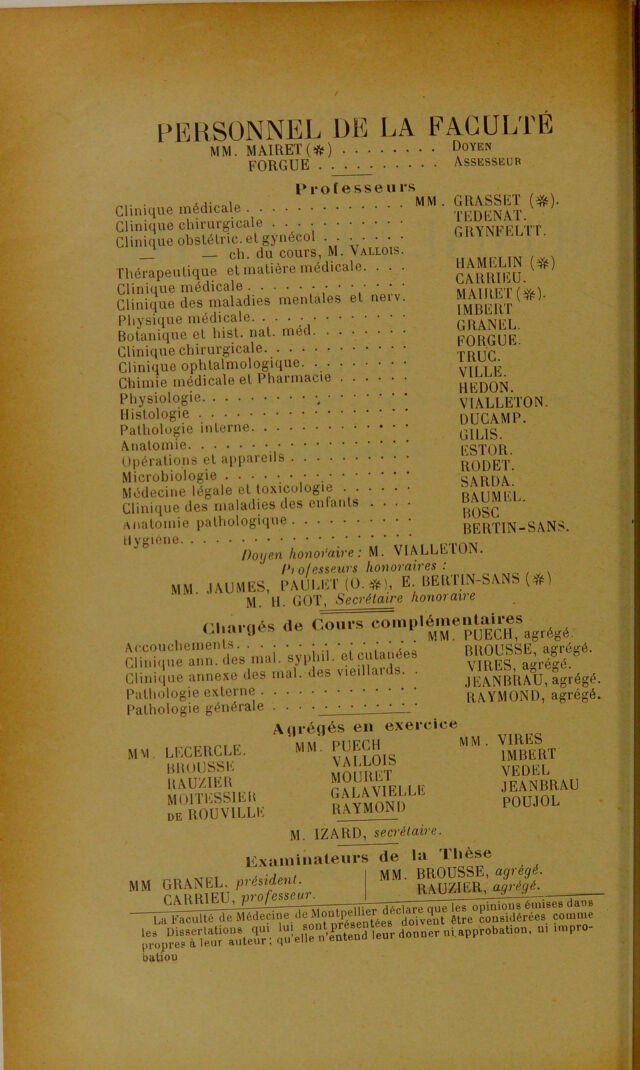 PERSONNEL DE LA FACULTÉ
MM. MAIRET (✻) . . . . . . . . Doyen
FORGUE . . . . . . . . . . Assesseur
Professeurs
Clinique médicale . . . . . . . . . . . . . MM. GRASSET (✻).
Clinique chirurgicale . . . . . . . . . . TEDENAT.
Clinique obstétric. et gynécol . . . . . . . GRYNFELTT.
— — ch. du cours, M. Vallois.
Thérapeutique et matière médicale. . . . HAMELIN (✻)
Clinique médicale . . . . . . . . . . . . CARRIEU.
Clinique des maladies mentales et nerv. MAIRET (✻).
Physique médicale. . . . . . . . . . . . IMBERT
Botanique et hist. nat. méd. . . . . . . . GRANEL.
Clinique chirurgicale. . . . . . . . . . . FORGUE.
Clinique ophtalmologique. . . . . . . . . TRUC.
Chimie médicale et Pharmacie . . . . . . VILLE.
Physiologie. . . . . . . . . . . . . . . . HEDON.
Histologie . . . . . . . . . . . . . . . . VIALLETON.
Pathologie interne. . . . . . . . . . . . DUCAMP.
Anatomie. . . . . . . . . . . . . . . . . GILIS.
Opérations et appareils . . . . . . . . . ESTOR.
Microbiologie . . . . . . . . . . . . . . RODET.
Médecine légale et toxicologie . . . . . . SARDA.
Clinique des maladies des enfants . . . . BAUMEL.
Anatomie pathologique . . . . . . . . . . BOSC
Hygiène. . . . . . . . . . . . . . . . . . BERTIN-SANS.
Doyen honoraire : M. VIALLETON.
Professeurs honoraires :
MM. JAUMES, PAULET (O. ✻), E. BERTIN-SANS (✻)
M. H. GOT, Secrétaire honoraire
Chargés de Cours complémentaires
Accouchements. . . . . . . . . . . . . . MM. PUECH, agrégé.
Clinique ann. des mal. syphil. et cutanées BROUSSE, agrégé.
Clinique annexe des mal. des vieillards. . VIRES, agrégé.
Pathologie externe . . . . . . . . . . . . JEANBRAU, agrégé.
Pathologie générale . . . . . . . . . . . RAYMOND, agrégé.
Agrégés en exercice
MM. LECERCLE. MM. PUECH MM. VIRES
BROUSSE VALLOIS IMBERT
RAUZIER MOURET VEDEL
MOITESSIER GALAVIELLE JEANBRAU
DE ROUVILLE RAYMOND POUJOL
M. IZARD, secrétaire.
Examinateurs de la Thèse
MM GRANEL, président. MM. BROUSSE, agrégé.
CARRIEU, professeur. RAUZIER, agrégé.
La Faculté de Médecine de Montpellier déclare que les opinions émises dans
les Dissertations qui lui sont présentées doivent être considérées comme
propres à leur auteur ; qu'elle n'entend leur donner ni approbation, ni impro-
bation